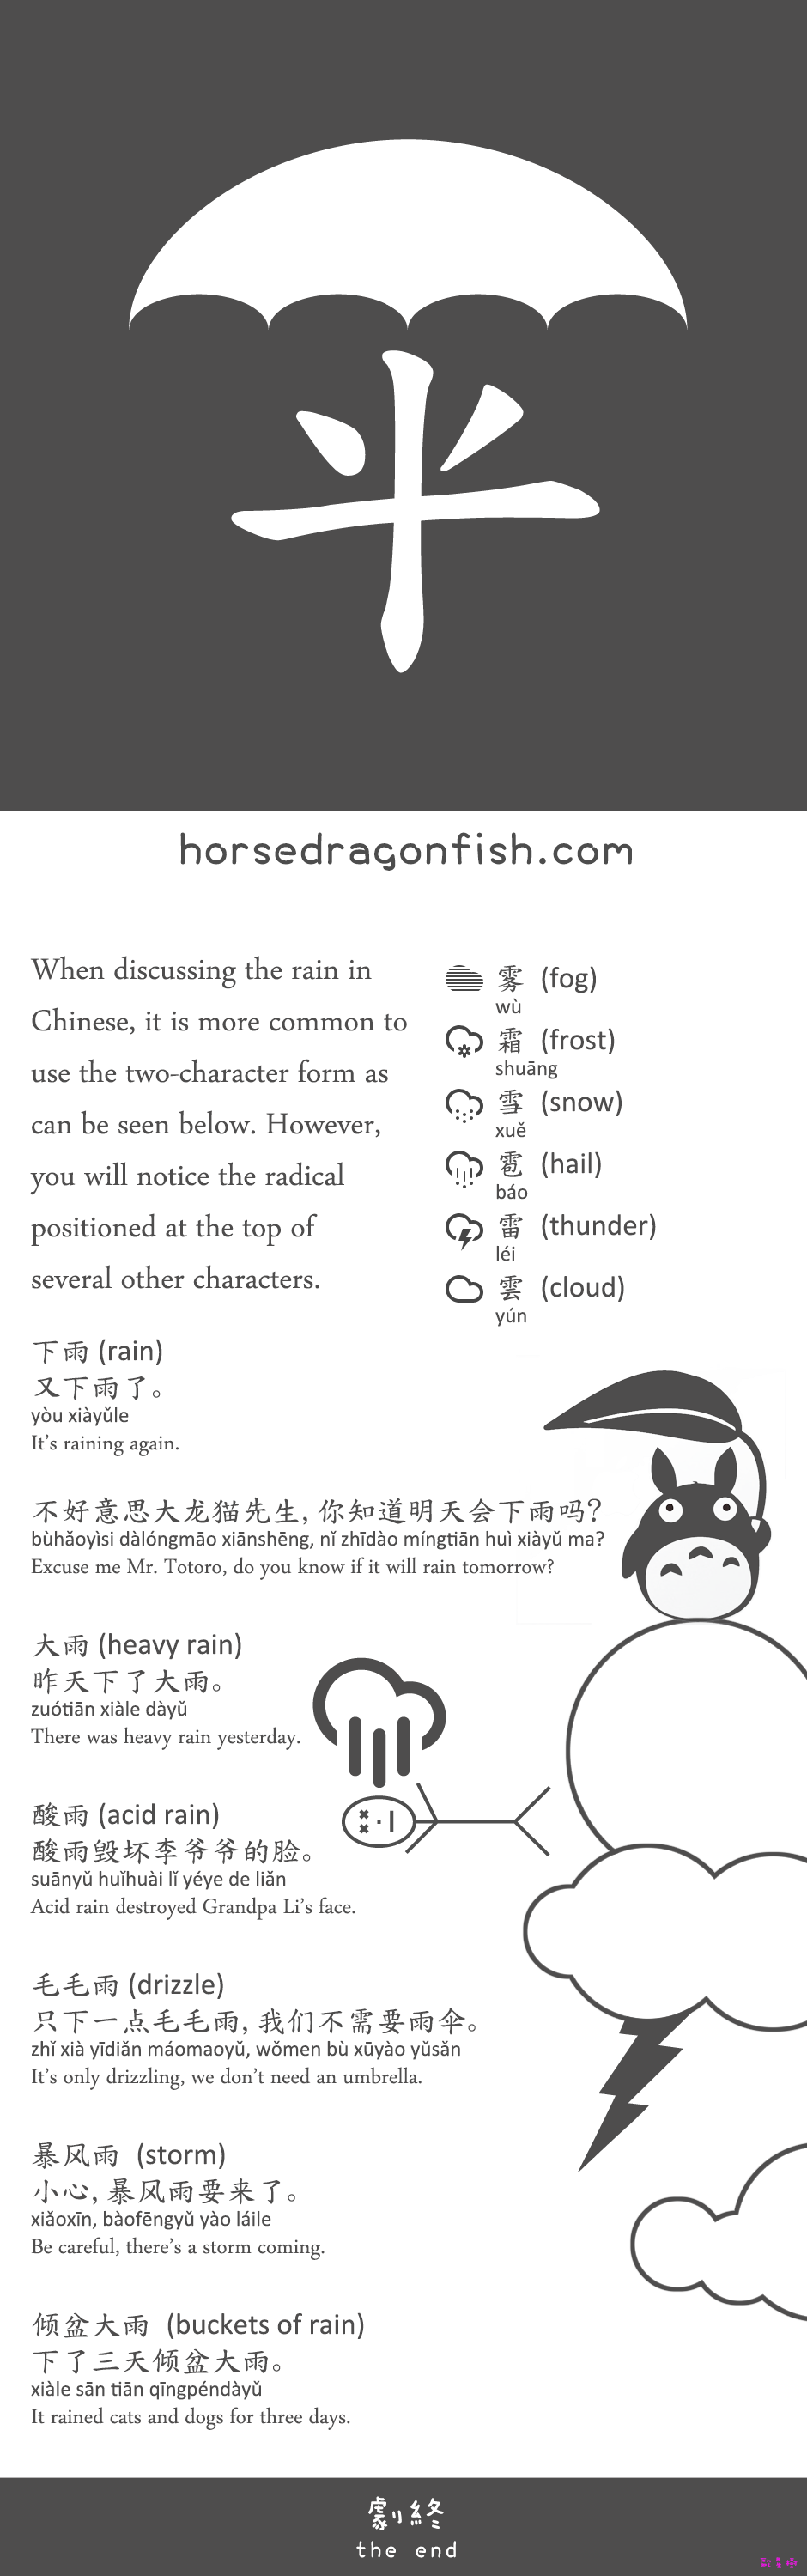 平
horsedragonfish.com
When discussing the rain in
Chinese, it is more common to
use the two-character form as
can be seen below. However,
you will notice the radical
positioned at the top of
several other characters.
雾 (fog)
wù
霜 (frost)
shuāng
雪 (snow)
xuě
雹 (hail)
báo
雷 (thunder)
léi
雲 (cloud)
yún
下雨 (rain)
又下雨了。
yòu xiàyǔle
It's raining again.
不好意思大龙猫先生, 你知道明天会下雨吗?
bùhǎoyìsi dàlóngmāo xiānshēng, nǐ zhīdào míngtiān huì xiàyǔ ma?
Excuse me Mr. Totoro, do you know if it will rain tomorrow?
大雨 (heavy rain)
昨天下了大雨。
zuótiān xiàle dàyǔ
There was heavy rain yesterday.
酸雨 (acid rain)
酸雨毁坏李爷爷的脸。
suānyǔ huǐhuài lǐ yéye de liǎn
Acid rain destroyed Grandpa Li's face.
毛毛雨 (drizzle)
只下一点毛毛雨, 我们不需要雨伞。
zhǐ xià yīdiǎn máomaoyǔ, wǒmen bù xūyào yǔsǎn
It's only drizzling, we don't need an umbrella.
暴风雨 (storm)
小心, 暴风雨要来了。
xiǎoxīn, bàofēngyǔ yào láile
Be careful, there's a storm coming.
倾盆大雨 (buckets of rain)
下了三天倾盆大雨。
xiàle sān tiān qīngpéndàyǔ
It rained cats and dogs for three days.
劇終
the end